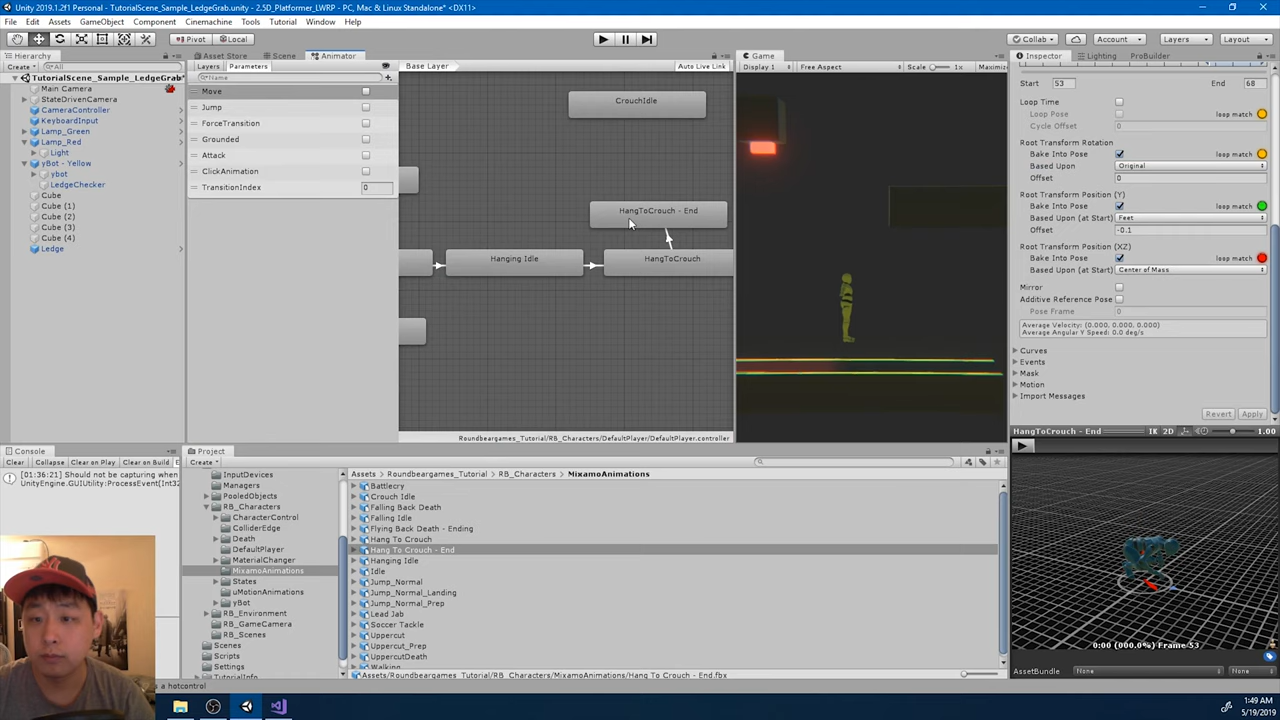 Unity 2019.1.2f1 Personal - TutorialScene_Sample_LedgeGrab.unity - 2.5D_Platformer_LWRP - PC, Mac & Linux Standalone* <DX11>
File Edit Assets GameObject Component Cinemachine Tools Tutorial Window Help
Pivot Local Collab Account Layers Layout
Hierarchy
Create All
TutorialScene_Sample_LedgeGrab*
Main Camera
StateDrivenCamera
CameraController
KeyboardInput
Lamp_Green
Lamp_Red
Light
yBot - Yellow
ybot
LedgeChecker
Cube
Cube (1)
Cube (2)
Cube (3)
Cube (4)
Ledge
Asset Store Scene Animator
Layers Parameters
Name
Move
Jump
ForceTransition
Grounded
Attack
ClickAnimation
TransitionIndex 0
Base Layer Auto Live Link
CrouchIdle
HangToCrouch - End
Hanging Idle
HangToCrouch
Roundbeargames_Tutorial/RB_Characters/DefaultPlayer/DefaultPlayer.controller
Game
Display 1 Free Aspect Scale 1x Maximiz
Inspector Lighting ProBuilder
Start 53 End 68
Loop Time
Loop Pose loop match
Cycle Offset 0
Root Transform Rotation
Bake Into Pose loop match
Based Upon Original
Offset 0
Root Transform Position (Y)
Bake Into Pose loop match
Based Upon (at Start) Feet
Offset -0.1
Root Transform Position (XZ)
Bake Into Pose loop match
Based Upon (at Start) Center of Mass
Mirror
Additive Reference Pose
Pose Frame 0
Average Velocity: (0.000, 0.000, 0.000)
Average Angular Y Speed: 0.0 deg/s
Curves
Events
Mask
Motion
Import Messages
Revert Apply
HangToCrouch - End IK 2D 1.00
0:00 (000.0%) Frame 53
AssetBundle None None
Console
Clear Collapse Clear on Play Clear on Build
[01:36:21] Should not be capturing when
UnityEngine.GUIUtility:ProcessEvent(Int32
Project
Create
InputDevices
Managers
PooledObjects
RB_Characters
CharacterControl
ColliderEdge
Death
DefaultPlayer
MaterialChanger
MixamoAnimations
States
uMotionAnimations
yBot
RB_Environment
RB_GameCamera
RB_Scenes
Scenes
Scripts
Settings
TutorialInfo
Assets Roundbeargames_Tutorial RB_Characters MixamoAnimations
Battlecry
Crouch Idle
Falling Back Death
Falling Idle
Flying Back Death - Ending
Hang To Crouch
Hang To Crouch - End
Hanging Idle
Idle
Jump_Normal
Jump_Normal_Landing
Jump_Normal_Prep
Lead Jab
Soccer Tackle
Uppercut
Uppercut_Prep
UppercutDeath
Walking
Assets/Roundbeargames_Tutorial/RB_Characters/MixamoAnimations/Hang To Crouch - End.fbx
a hotcontrol)
1:49 AM
5/19/2019